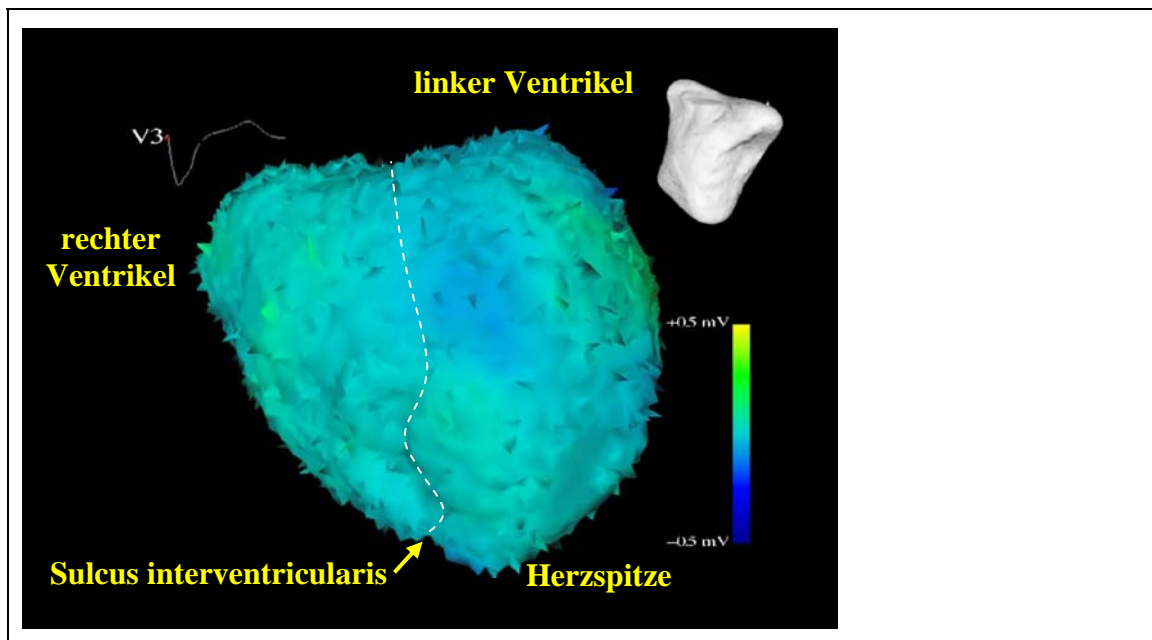 linker Ventrikel
V3
rechter
Ventrikel
+0.5 mV
−0.5 mV
Sulcus interventricularis
Herzspitze